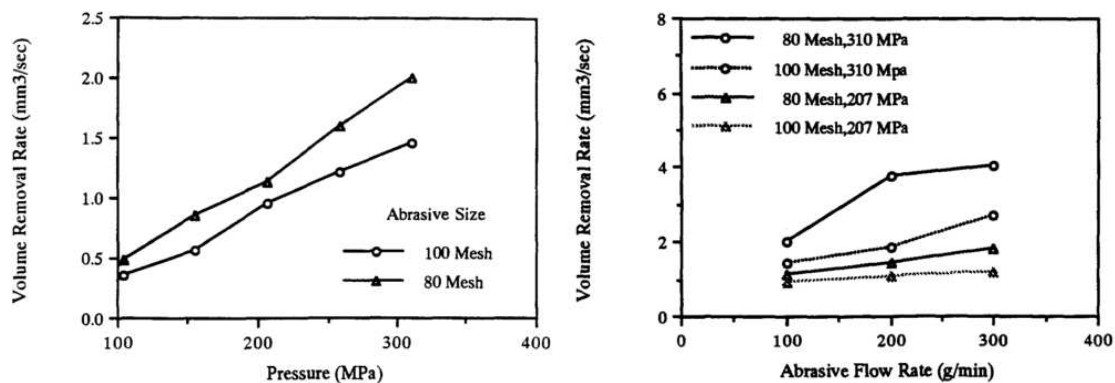 2.5
2.0
1.5
1.0
0.5
0.0
100
200
300
400
Volume Removal Rate (mm3/sec)
Pressure (MPa)
Abrasive Size
100 Mesh
80 Mesh
8
6
4
2
0
0
100
200
300
400
Volume Removal Rate (mm3/sec)
Abrasive Flow Rate (g/min)
80 Mesh,310 MPa
100 Mesh,310 Mpa
80 Mesh,207 MPa
100 Mesh,207 MPa